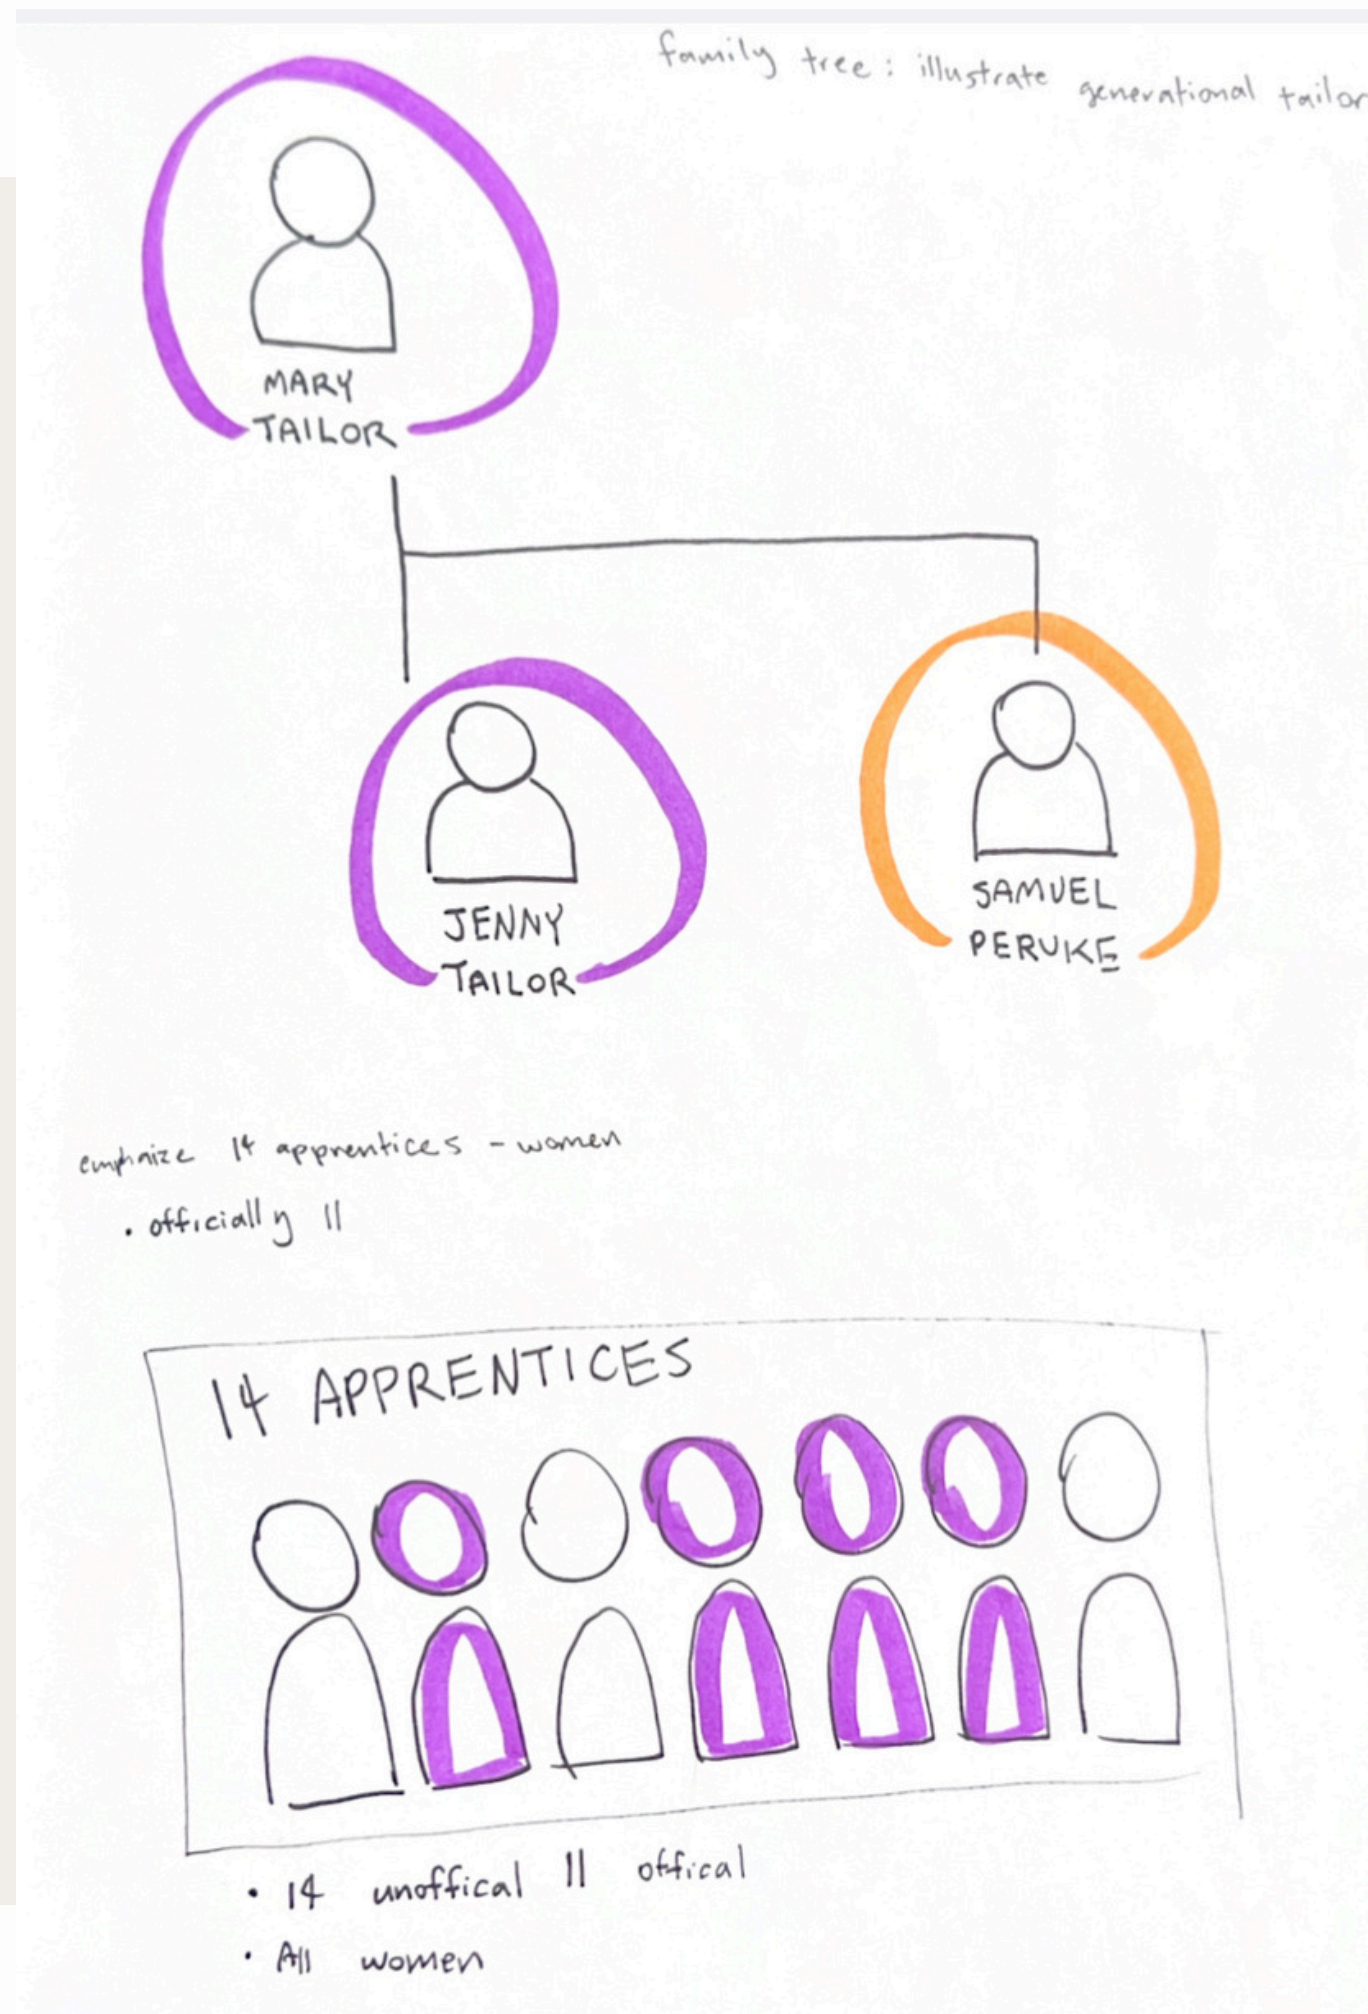 family tree: illustrate generational tailor
MARY
TAILOR
JENNY
TAILOR
SAMUEL
PERUKE
emphaize 14 apprentices - women
• officially 11
14 APPRENTICES
• 14 unoffical 11 offical
• All women